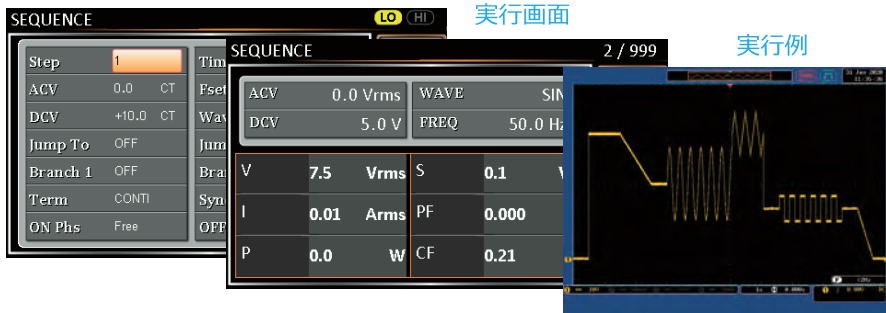 SEQUENCE LO HI
実行画面
Step 1 Tim
ACV 0.0 CT Fset
DCV +10.0 CT Wav
Jump To OFF Jum
Branch 1 OFF Bra
Term CONTI Syn
ON Phs Free OFF
SEQUENCE 2 / 999
ACV 0.0 Vrms WAVE SIN
DCV 5.0 V FREQ 50.0 Hz
V 7.5 Vrms S 0.1
I 0.01 Arms PF 0.000
P 0.0 W CF 0.21
実行例